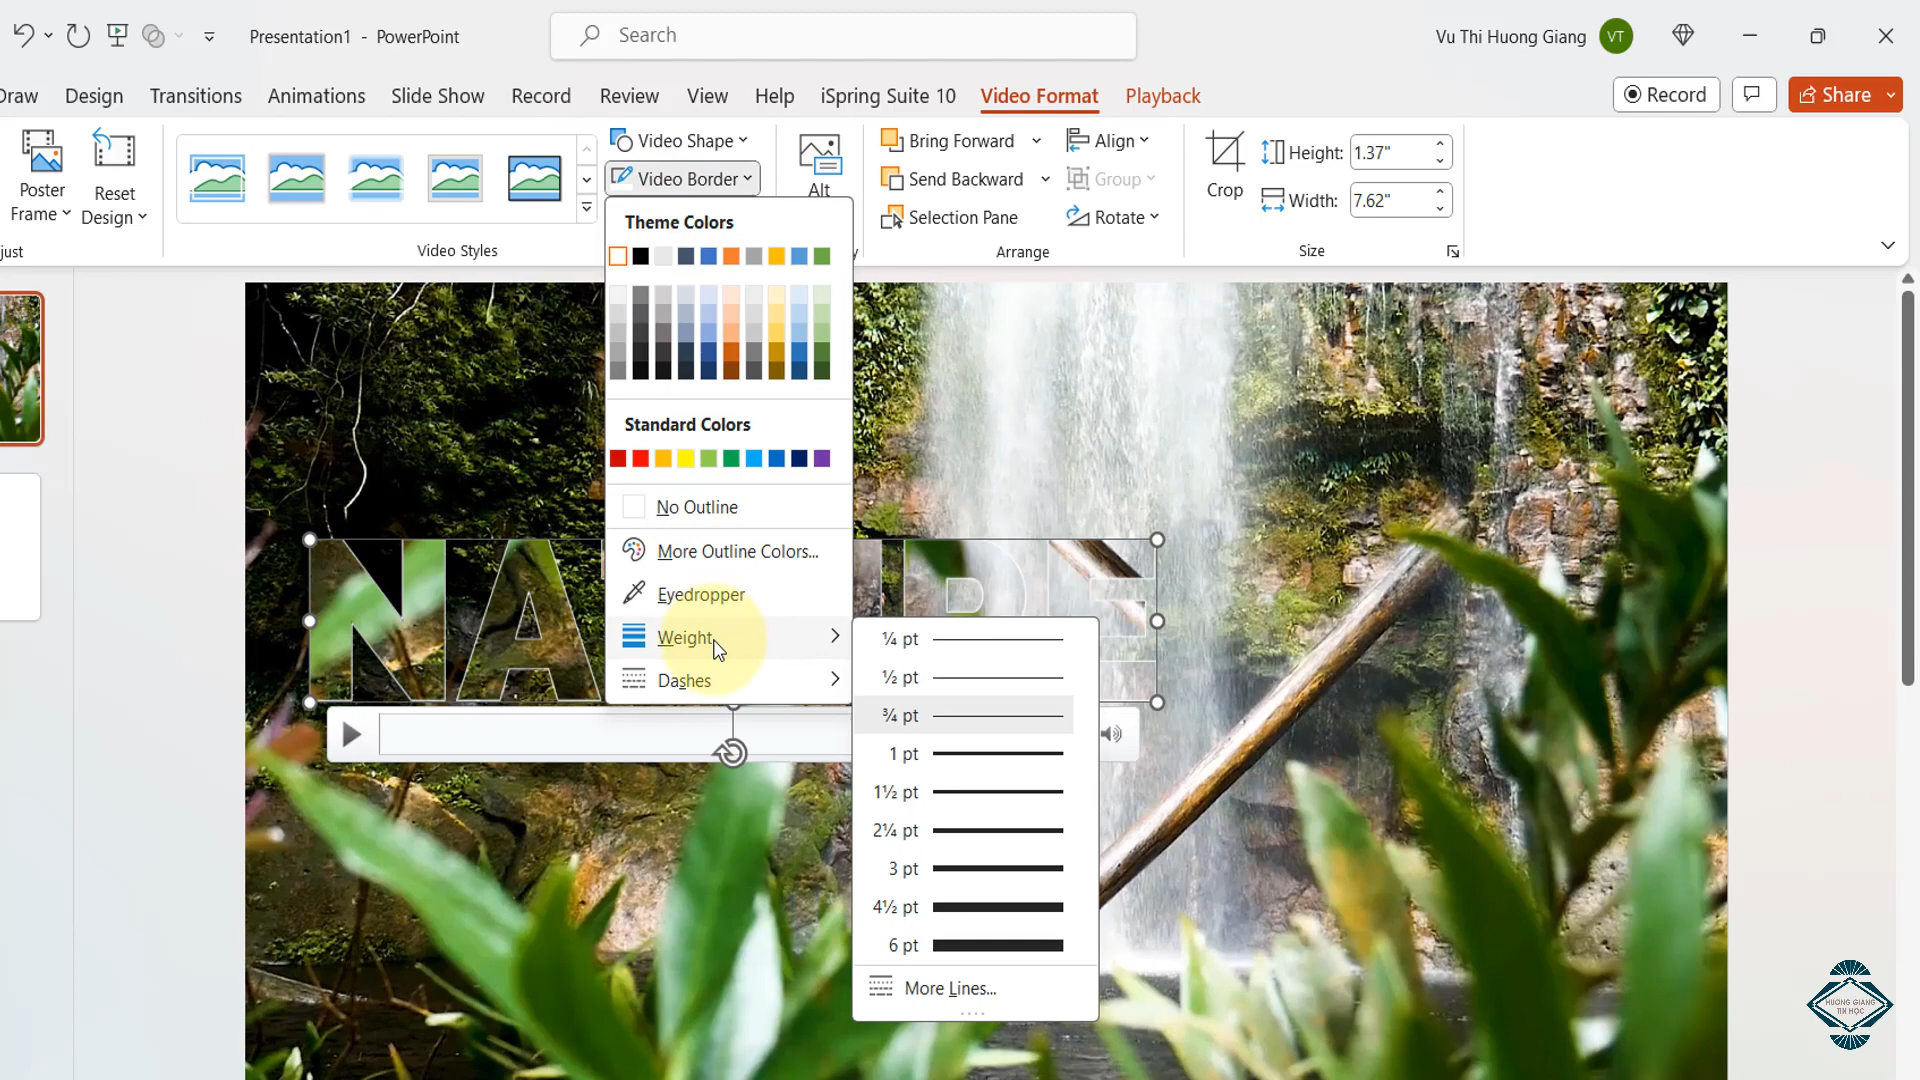 Presentation1 - PowerPoint
Search
Vu Thi Huong Giang
VT
Draw
Design
Transitions
Animations
Slide Show
Record
Review
View
Help
iSpring Suite 10
Video Format
Playback
Record
Share
Poster
Frame
Reset
Design
Video Shape
Video Border
Alt
Bring Forward
Send Backward
Selection Pane
Align
Group
Rotate
Crop
Height: 1.37"
Width: 7.62"
just
Video Styles
y
Arrange
Size
Theme Colors
Standard Colors
No Outline
More Outline Colors...
Eyedropper
Weight
Dashes
¼ pt
½ pt
¾ pt
1 pt
1½ pt
2¼ pt
3 pt
4½ pt
6 pt
More Lines...
NA
RE
HUONG GIANG
TIN HỌC